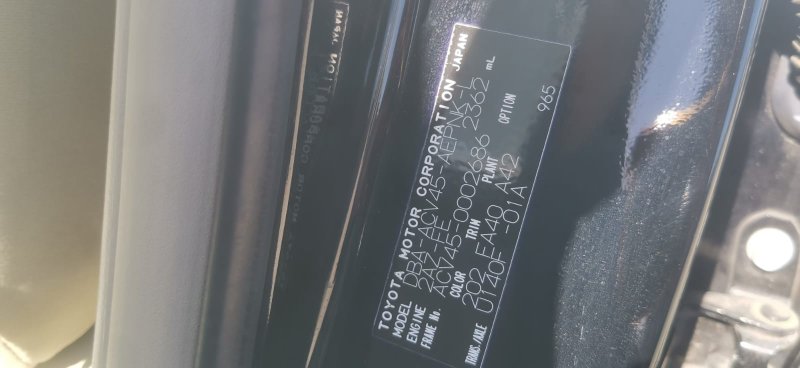 TOYOTA MOTOR CORPORATION JAPAN
MODEL DBA-ACV45-AEPNK-L
ENGINE 2AZ-FE 2362 mL
FRAME No. ACV45-0002686
COLOR TRIM PLANT OPTION
202 EA40 A42
TRANS./AXLE U140F -01A
965